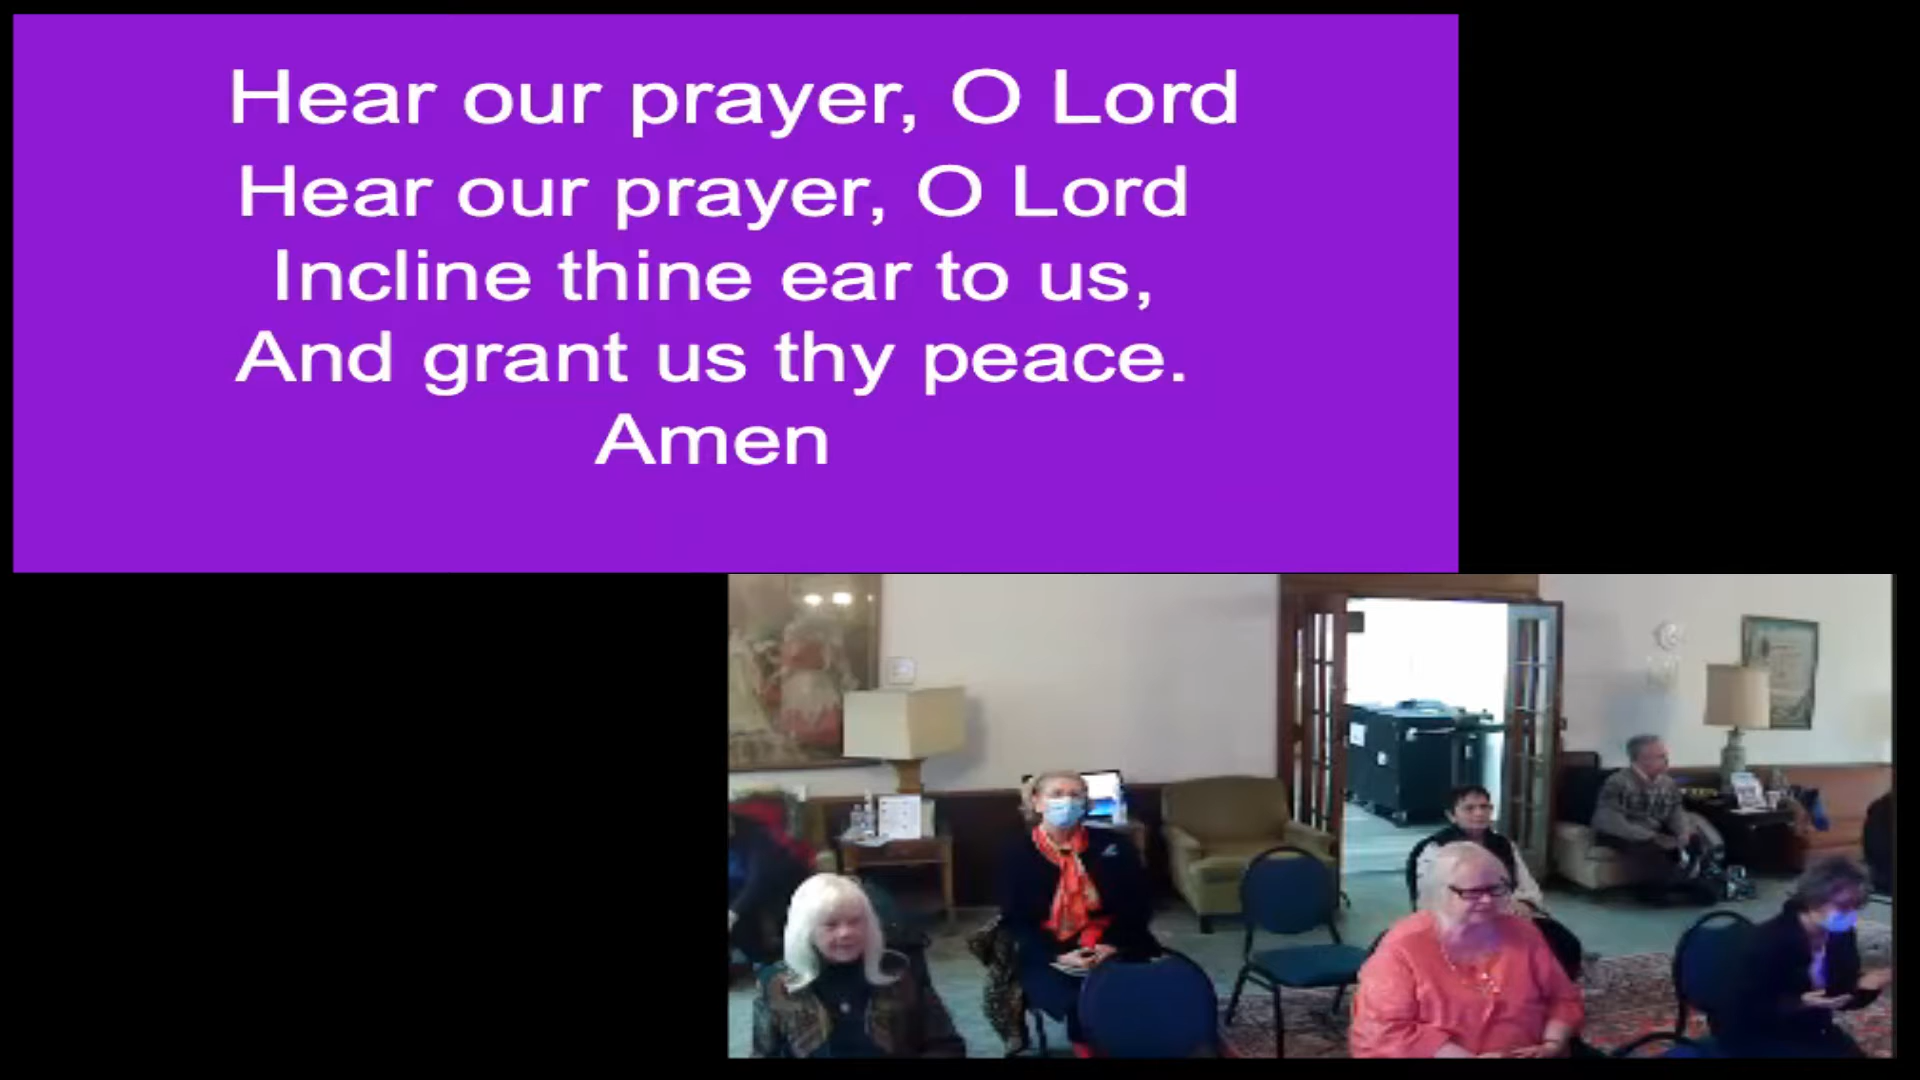 Hear our prayer, O Lord
Hear our prayer, O Lord
Incline thine ear to us,
And grant us thy peace.
Amen